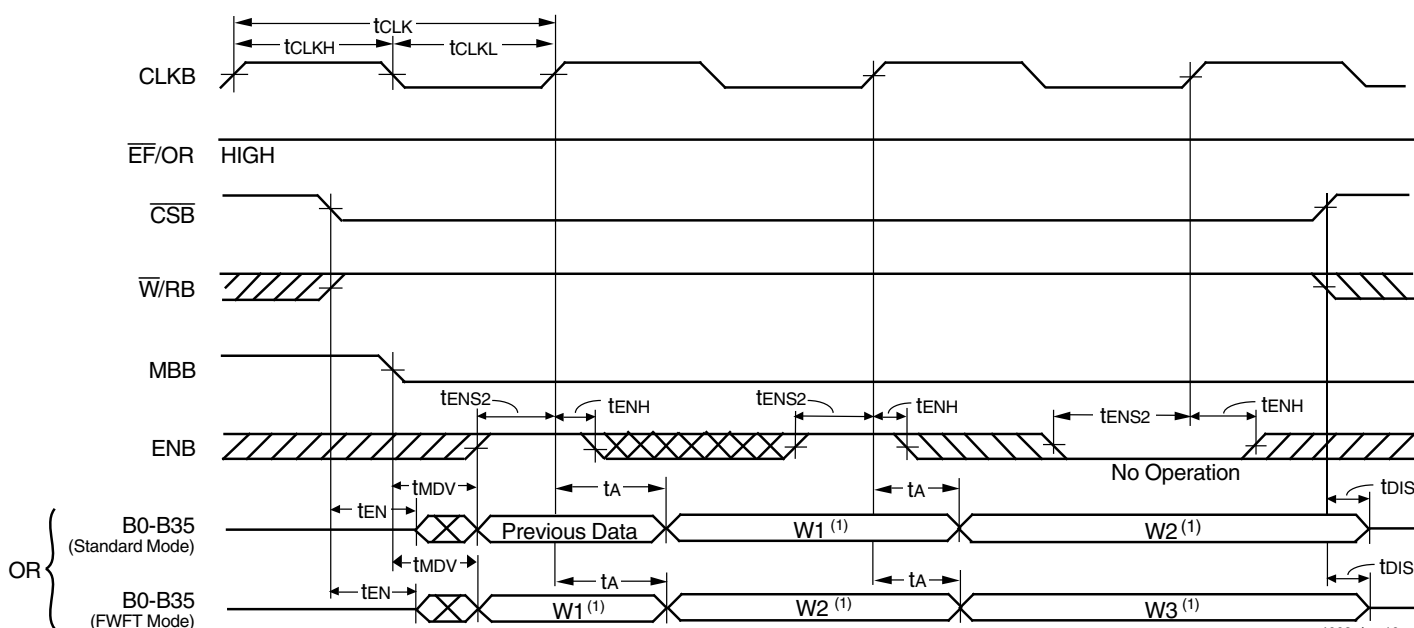 tCLK
tCLKH
tCLKL
CLKB
EF/OR
HIGH
CSB
W/RB
MBB
tENS2
tENH
tENS2
tENH
tENS2
tENH
ENB
No Operation
tMDV
tA
tA
tEN
tDIS
B0-B35
(Standard Mode)
Previous Data
W1 (1)
W2 (1)
OR
tMDV
tA
tA
tEN
tDIS
B0-B35
(FWFT Mode)
W1 (1)
W2 (1)
W3 (1)